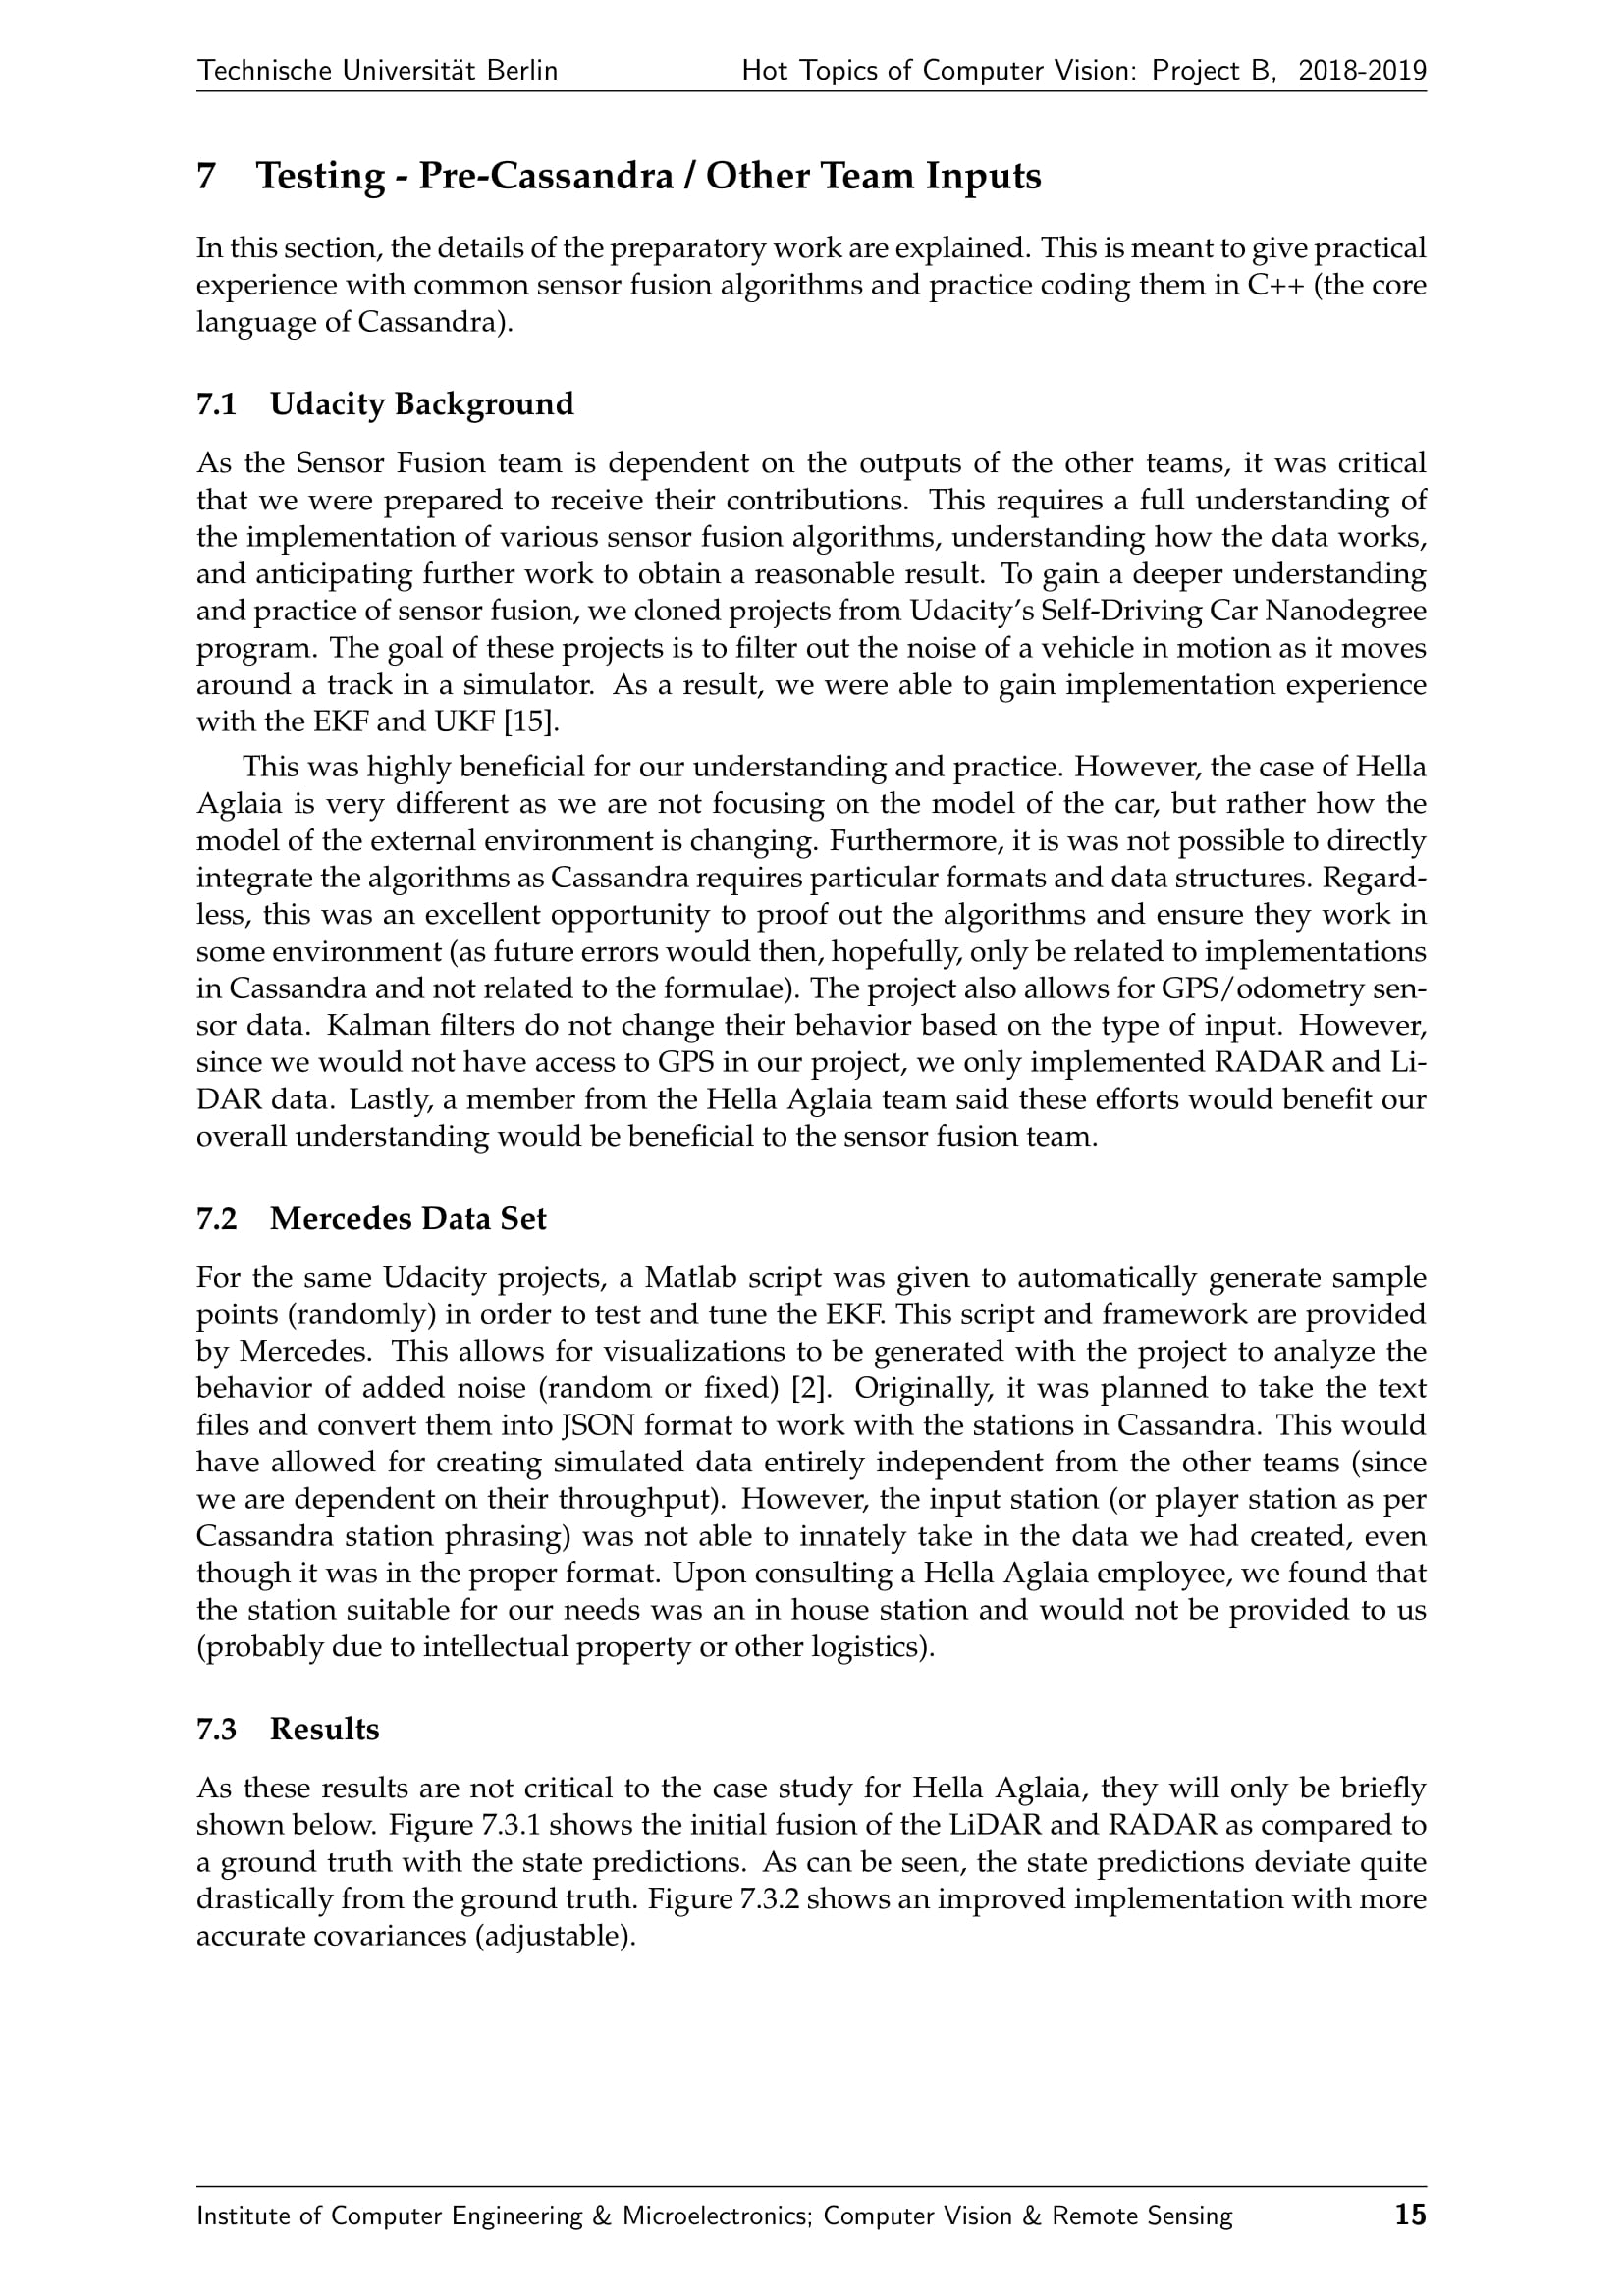 Technische Universität Berlin Hot Topics of Computer Vision: Project B, 2018-2019
7 Testing - Pre-Cassandra / Other Team Inputs
In this section, the details of the preparatory work are explained. This is meant to give practical
experience with common sensor fusion algorithms and practice coding them in C++ (the core
language of Cassandra).
7.1 Udacity Background
As the Sensor Fusion team is dependent on the outputs of the other teams, it was critical
that we were prepared to receive their contributions. This requires a full understanding of
the implementation of various sensor fusion algorithms, understanding how the data works,
and anticipating further work to obtain a reasonable result. To gain a deeper understanding
and practice of sensor fusion, we cloned projects from Udacity's Self-Driving Car Nanodegree
program. The goal of these projects is to filter out the noise of a vehicle in motion as it moves
around a track in a simulator. As a result, we were able to gain implementation experience
with the EKF and UKF [15].
This was highly beneficial for our understanding and practice. However, the case of Hella
Aglaia is very different as we are not focusing on the model of the car, but rather how the
model of the external environment is changing. Furthermore, it is was not possible to directly
integrate the algorithms as Cassandra requires particular formats and data structures. Regard-
less, this was an excellent opportunity to proof out the algorithms and ensure they work in
some environment (as future errors would then, hopefully, only be related to implementations
in Cassandra and not related to the formulae). The project also allows for GPS/odometry sen-
sor data. Kalman filters do not change their behavior based on the type of input. However,
since we would not have access to GPS in our project, we only implemented RADAR and Li-
DAR data. Lastly, a member from the Hella Aglaia team said these efforts would benefit our
overall understanding would be beneficial to the sensor fusion team.
7.2 Mercedes Data Set
For the same Udacity projects, a Matlab script was given to automatically generate sample
points (randomly) in order to test and tune the EKF. This script and framework are provided
by Mercedes. This allows for visualizations to be generated with the project to analyze the
behavior of added noise (random or fixed) [2]. Originally, it was planned to take the text
files and convert them into JSON format to work with the stations in Cassandra. This would
have allowed for creating simulated data entirely independent from the other teams (since
we are dependent on their throughput). However, the input station (or player station as per
Cassandra station phrasing) was not able to innately take in the data we had created, even
though it was in the proper format. Upon consulting a Hella Aglaia employee, we found that
the station suitable for our needs was an in house station and would not be provided to us
(probably due to intellectual property or other logistics).
7.3 Results
As these results are not critical to the case study for Hella Aglaia, they will only be briefly
shown below. Figure 7.3.1 shows the initial fusion of the LiDAR and RADAR as compared to
a ground truth with the state predictions. As can be seen, the state predictions deviate quite
drastically from the ground truth. Figure 7.3.2 shows an improved implementation with more
accurate covariances (adjustable).
Institute of Computer Engineering & Microelectronics; Computer Vision & Remote Sensing 15